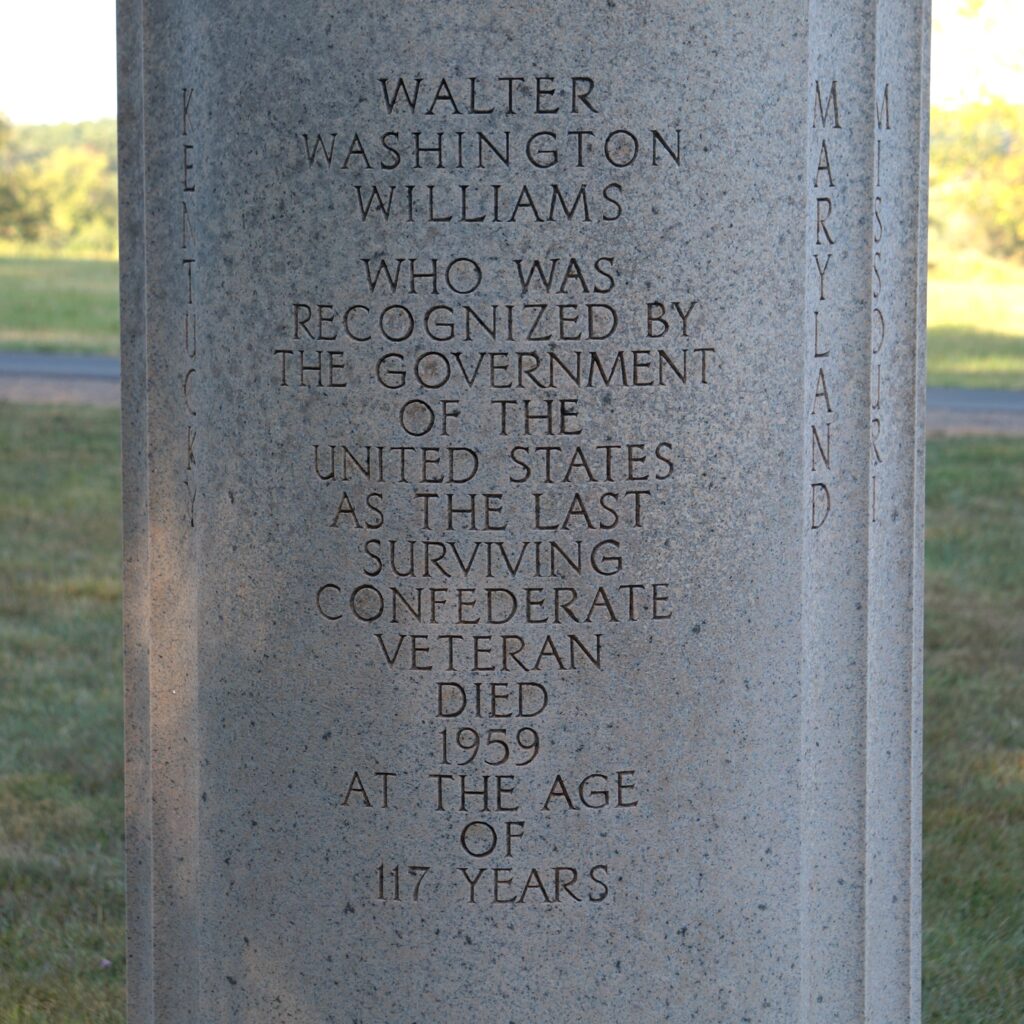 KENTUCKY
WALTER
WASHINGTON
WILLIAMS
WHO WAS
RECOGNIZED BY
THE GOVERNMENT
OF THE
UNITED STATES
AS THE LAST
SURVIVING
CONFEDERATE
VETERAN
DIED
1959
AT THE AGE
OF
117 YEARS
MARYLAND
MISSOURI